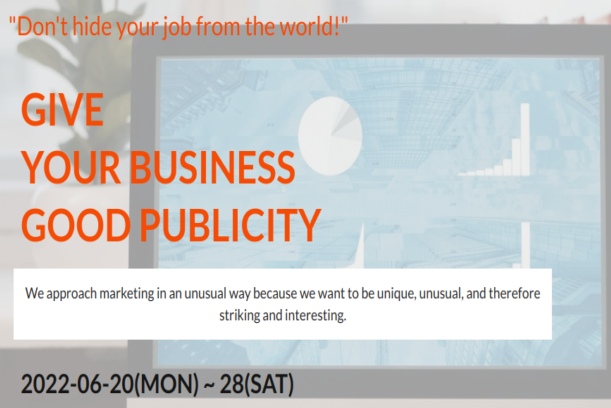 "Don't hide your job from the world!"
GIVE
YOUR BUSINESS
GOOD PUBLICITY
We approach marketing in an unusual way because we want to be unique, unusual, and therefore
striking and interesting.
2022-06-20(MON) ~ 28(SAT)